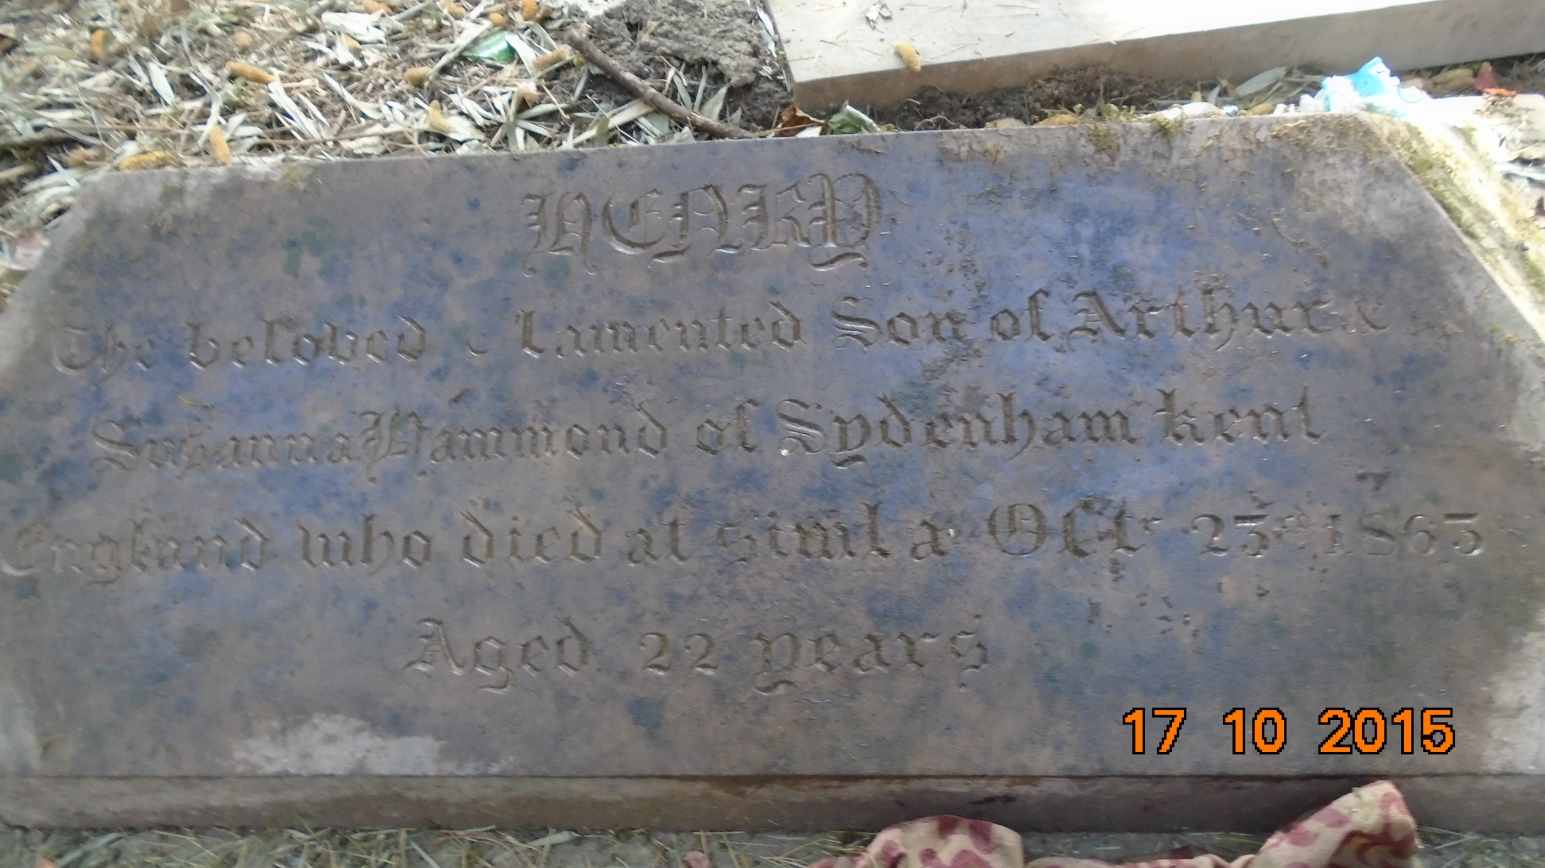 HENRY
The beloved & lamented Son of Arthur &
Suzanna Hammond of Sydenham kent
England who died at simla Octr 23rd 1863
Aged 22 years
17 10 2015